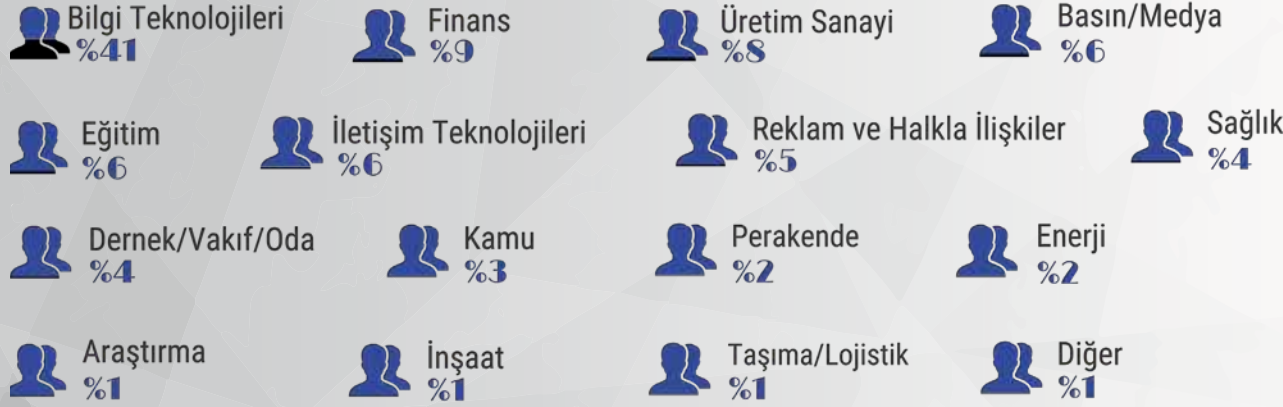 Bilgi Teknolojileri
%41
Finans
%9
Üretim Sanayi
%8
Basın/Medya
%6
Eğitim
%6
İletişim Teknolojileri
%6
Reklam ve Halkla İlişkiler
%5
Sağlık
%4
Dernek/Vakıf/Oda
%4
Kamu
%3
Perakende
%2
Enerji
%2
Araştırma
%1
İnşaat
%1
Taşıma/Lojistik
%1
Diğer
%1